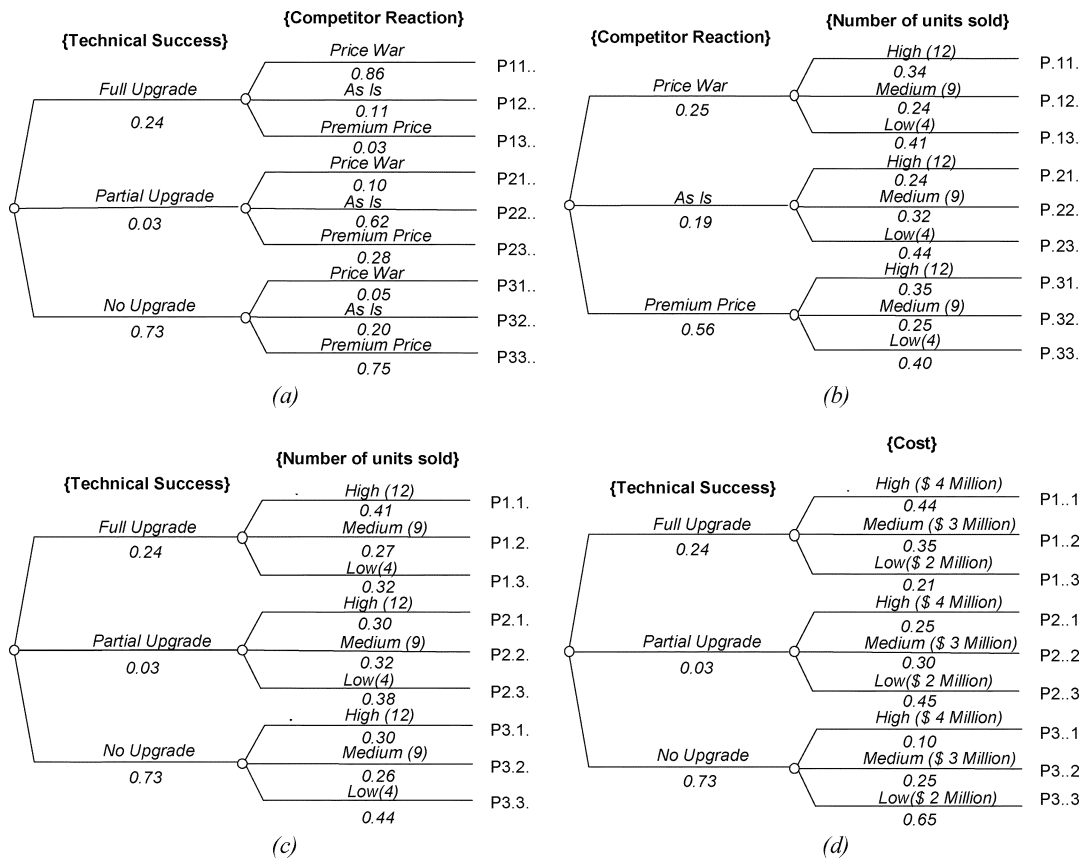 {Competitor Reaction}
{Technical Success}
Price War
P11..
0.86
Full Upgrade
As Is
P12..
0.24
0.11
Premium Price
P13..
0.03
Price War
P21..
0.10
Partial Upgrade
As Is
P22..
0.03
0.62
Premium Price
P23..
0.28
Price War
P31..
0.05
No Upgrade
As Is
P32..
0.73
0.20
Premium Price
P33..
0.75
(a)
{Number of units sold}
{Competitor Reaction}
High (12)
P.11.
0.34
Price War
Medium (9)
P.12.
0.25
0.24
Low(4)
P.13.
0.41
High (12)
P.21.
0.24
As Is
Medium (9)
P.22.
0.19
0.32
Low(4)
P.23.
0.44
High (12)
P.31.
0.35
Premium Price
Medium (9)
P.32.
0.56
0.25
Low(4)
P.33.
0.40
(b)
{Number of units sold}
{Technical Success}
High (12)
P1.1.
0.41
Full Upgrade
Medium (9)
P1.2.
0.24
0.27
Low(4)
P1.3.
0.32
High (12)
P2.1.
0.30
Partial Upgrade
Medium (9)
P2.2.
0.03
0.32
Low(4)
P2.3.
0.38
High (12)
P3.1.
0.30
No Upgrade
Medium (9)
P3.2.
0.73
0.26
Low(4)
P3.3.
0.44
(c)
{Cost}
{Technical Success}
High ($ 4 Million)
P1..1
0.44
Full Upgrade
Medium ($ 3 Million)
P1..2
0.24
0.35
Low($ 2 Million)
P1..3
0.21
High ($ 4 Million)
P2..1
0.25
Partial Upgrade
Medium ($ 3 Million)
P2..2
0.03
0.30
Low($ 2 Million)
P2..3
0.45
High ($ 4 Million)
P3..1
0.10
No Upgrade
Medium ($ 3 Million)
P3..2
0.73
0.25
Low($ 2 Million)
P3..3
0.65
(d)